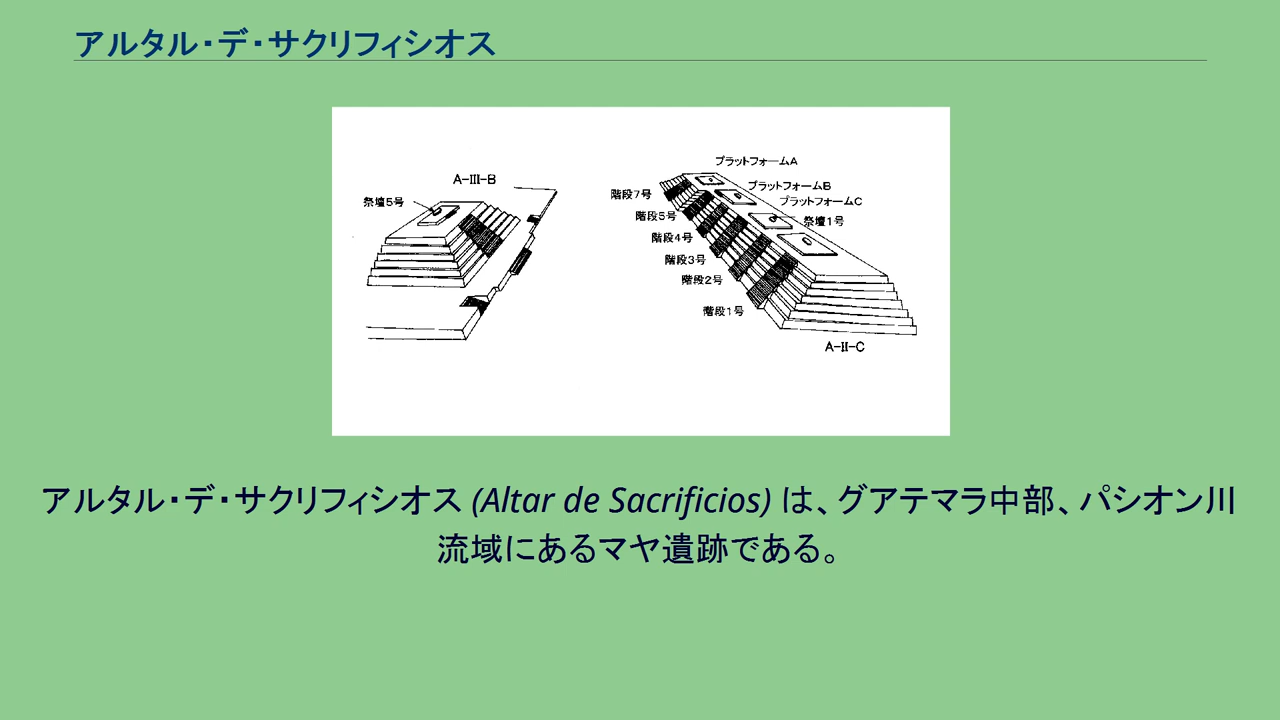 アルタル・デ・サクリフィシオス
A-III-B
祭壇5号
プラットフォームA
プラットフォームB
プラットフォームC
祭壇1号
階段7号
階段5号
階段4号
階段3号
階段2号
階段1号
A-II-C
アルタル・デ・サクリフィシオス (Altar de Sacrificios) は、グアテマラ中部、パシオン川
流域にあるマヤ遺跡である。